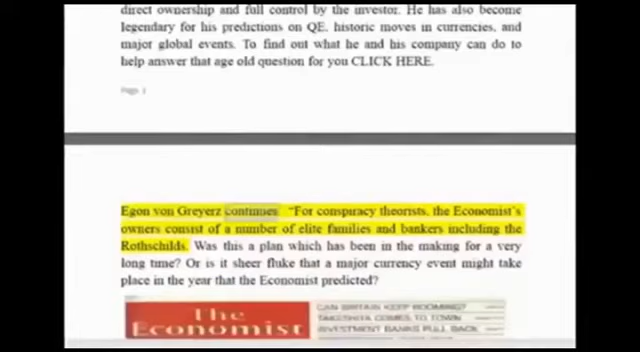 direct ownership and full control by the investor. He has also become
legendary for his predictions on QE, historic moves in currencies, and
major global events. To find out what he and his company can do to
help answer that age old question for you CLICK HERE.
Page 1
Egon von Greyerz continues: "For conspiracy theorists, the Economist's
owners consist of a number of elite families and bankers including the
Rothschilds. Was this a plan which has been in the making for a very
long time? Or is it sheer fluke that a major currency event might take
place in the year that the Economist predicted?
The
Economist
CAN BRITAIN KEEP BOOMING?
TAKESHITA COMES TO TOWN
INVESTMENT BANKS PULL BACK